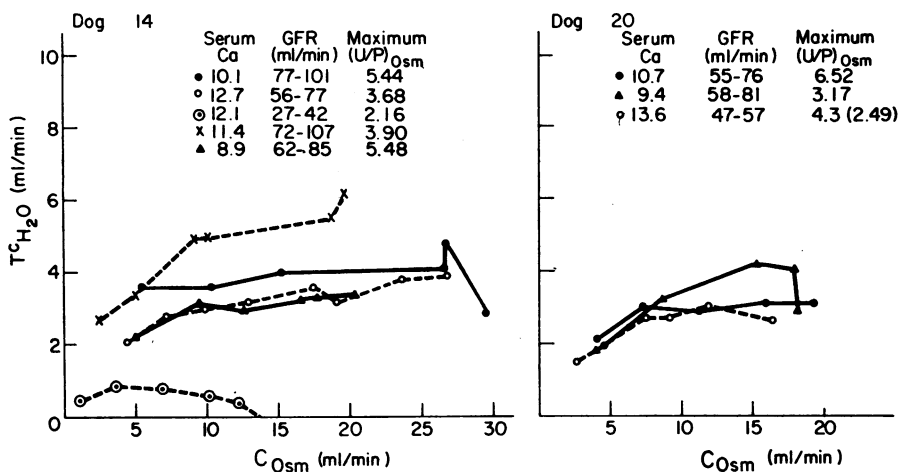 Dog 14
Serum Ca GFR (ml/min) Maximum (U/P)Osm
10.1 77-101 5.44
12.7 56-77 3.68
12.1 27-42 2.16
11.4 72-107 3.90
8.9 62-85 5.48
10
8
6
4
2
0
TᶜH₂O (ml/min)
5 10 15 20 25 30
COsm (ml/min)
Dog 20
Serum Ca GFR (ml/min) Maximum (U/P)Osm
10.7 55-76 6.52
9.4 58-81 3.17
13.6 47-57 4.3 (2.49)
5 10 15 20
COsm (ml/min)